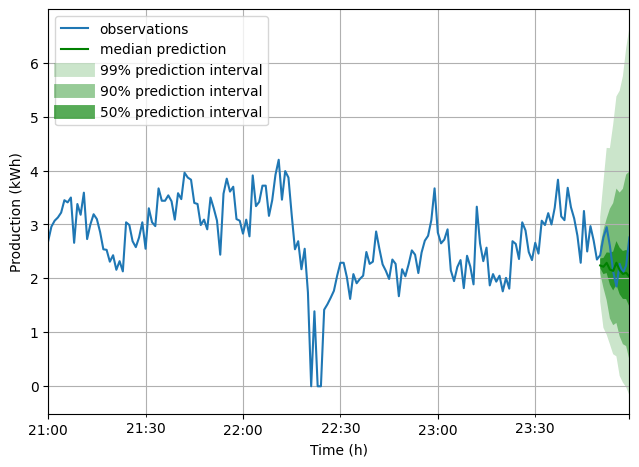 observations
median prediction
99% prediction interval
90% prediction interval
50% prediction interval
6
5
4
3
2
1
0
Production (kWh)
21:00
21:30
22:00
22:30
23:00
23:30
Time (h)